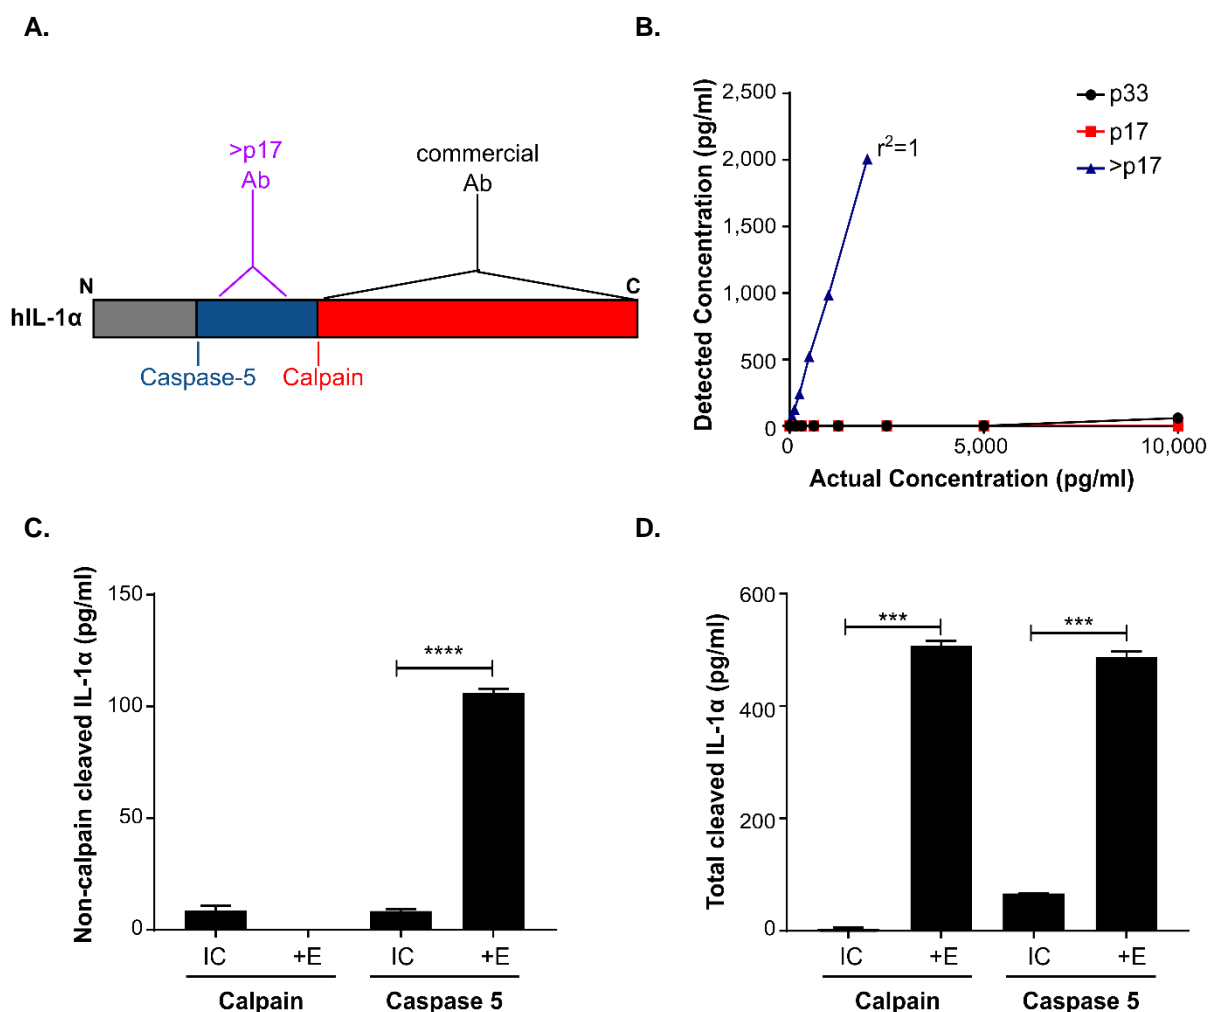 A.
>p17
Ab
commercial
Ab
N
C
hIL-1α
Caspase-5
Calpain
B.
Detected Concentration (pg/ml)
2,500
2,000
1,500
1,000
500
0
0
5,000
10,000
Actual Concentration (pg/ml)
r²=1
p33
p17
>p17
C.
Non-calpain cleaved IL-1α (pg/ml)
150
100
50
0
****
IC
+E
IC
+E
Calpain
Caspase 5
D.
Total cleaved IL-1α (pg/ml)
600
400
200
0
***
***
IC
+E
IC
+E
Calpain
Caspase 5